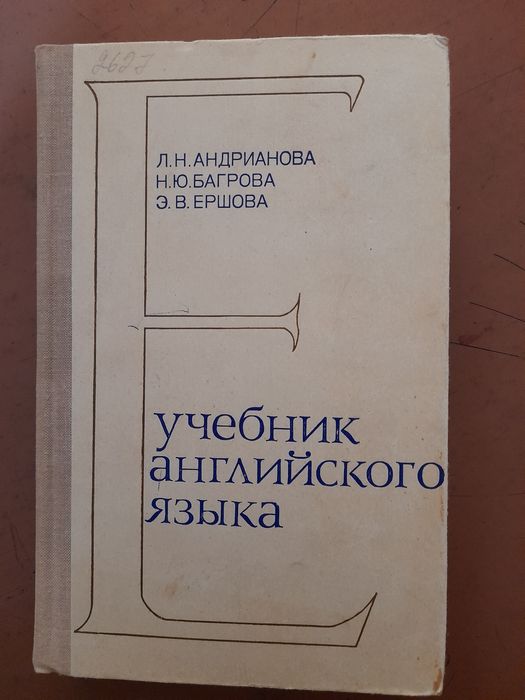 Л.Н.АНДРИАНОВА
Н.Ю.БАГРОВА
Э.В.ЕРШОВА
E
учебник
английского
языка